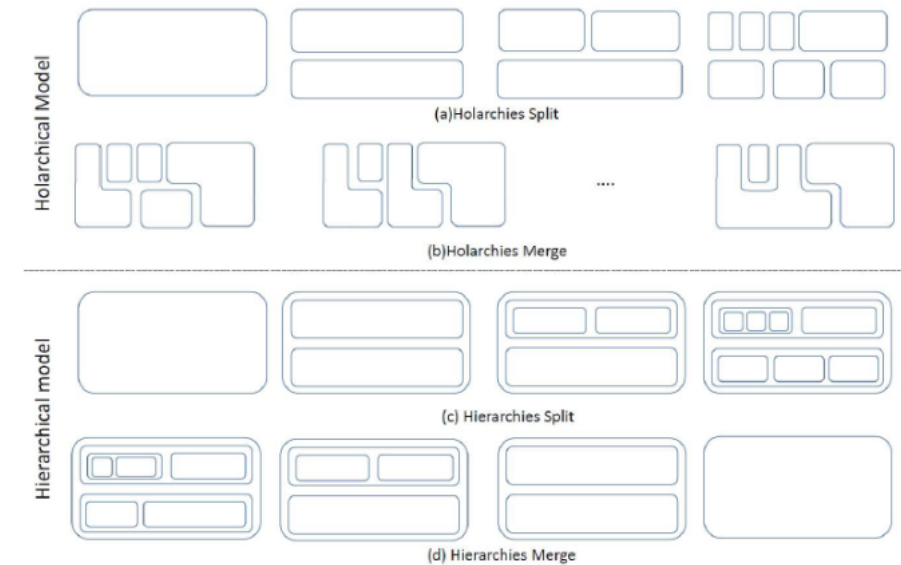 Holarchical Model
(a)Holarchies Split
....
(b)Holarchies Merge
Hierarchical model
(c) Hierarchies Split
(d) Hierarchies Merge